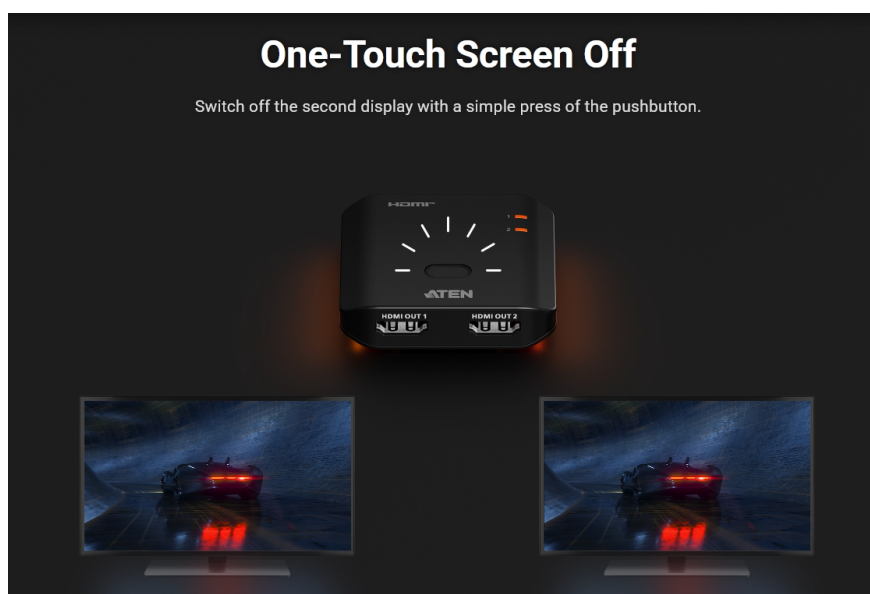 One-Touch Screen Off
Switch off the second display with a simple press of the pushbutton.
HDMI
1
2
ATEN
HDMI OUT 1
HDMI OUT 2